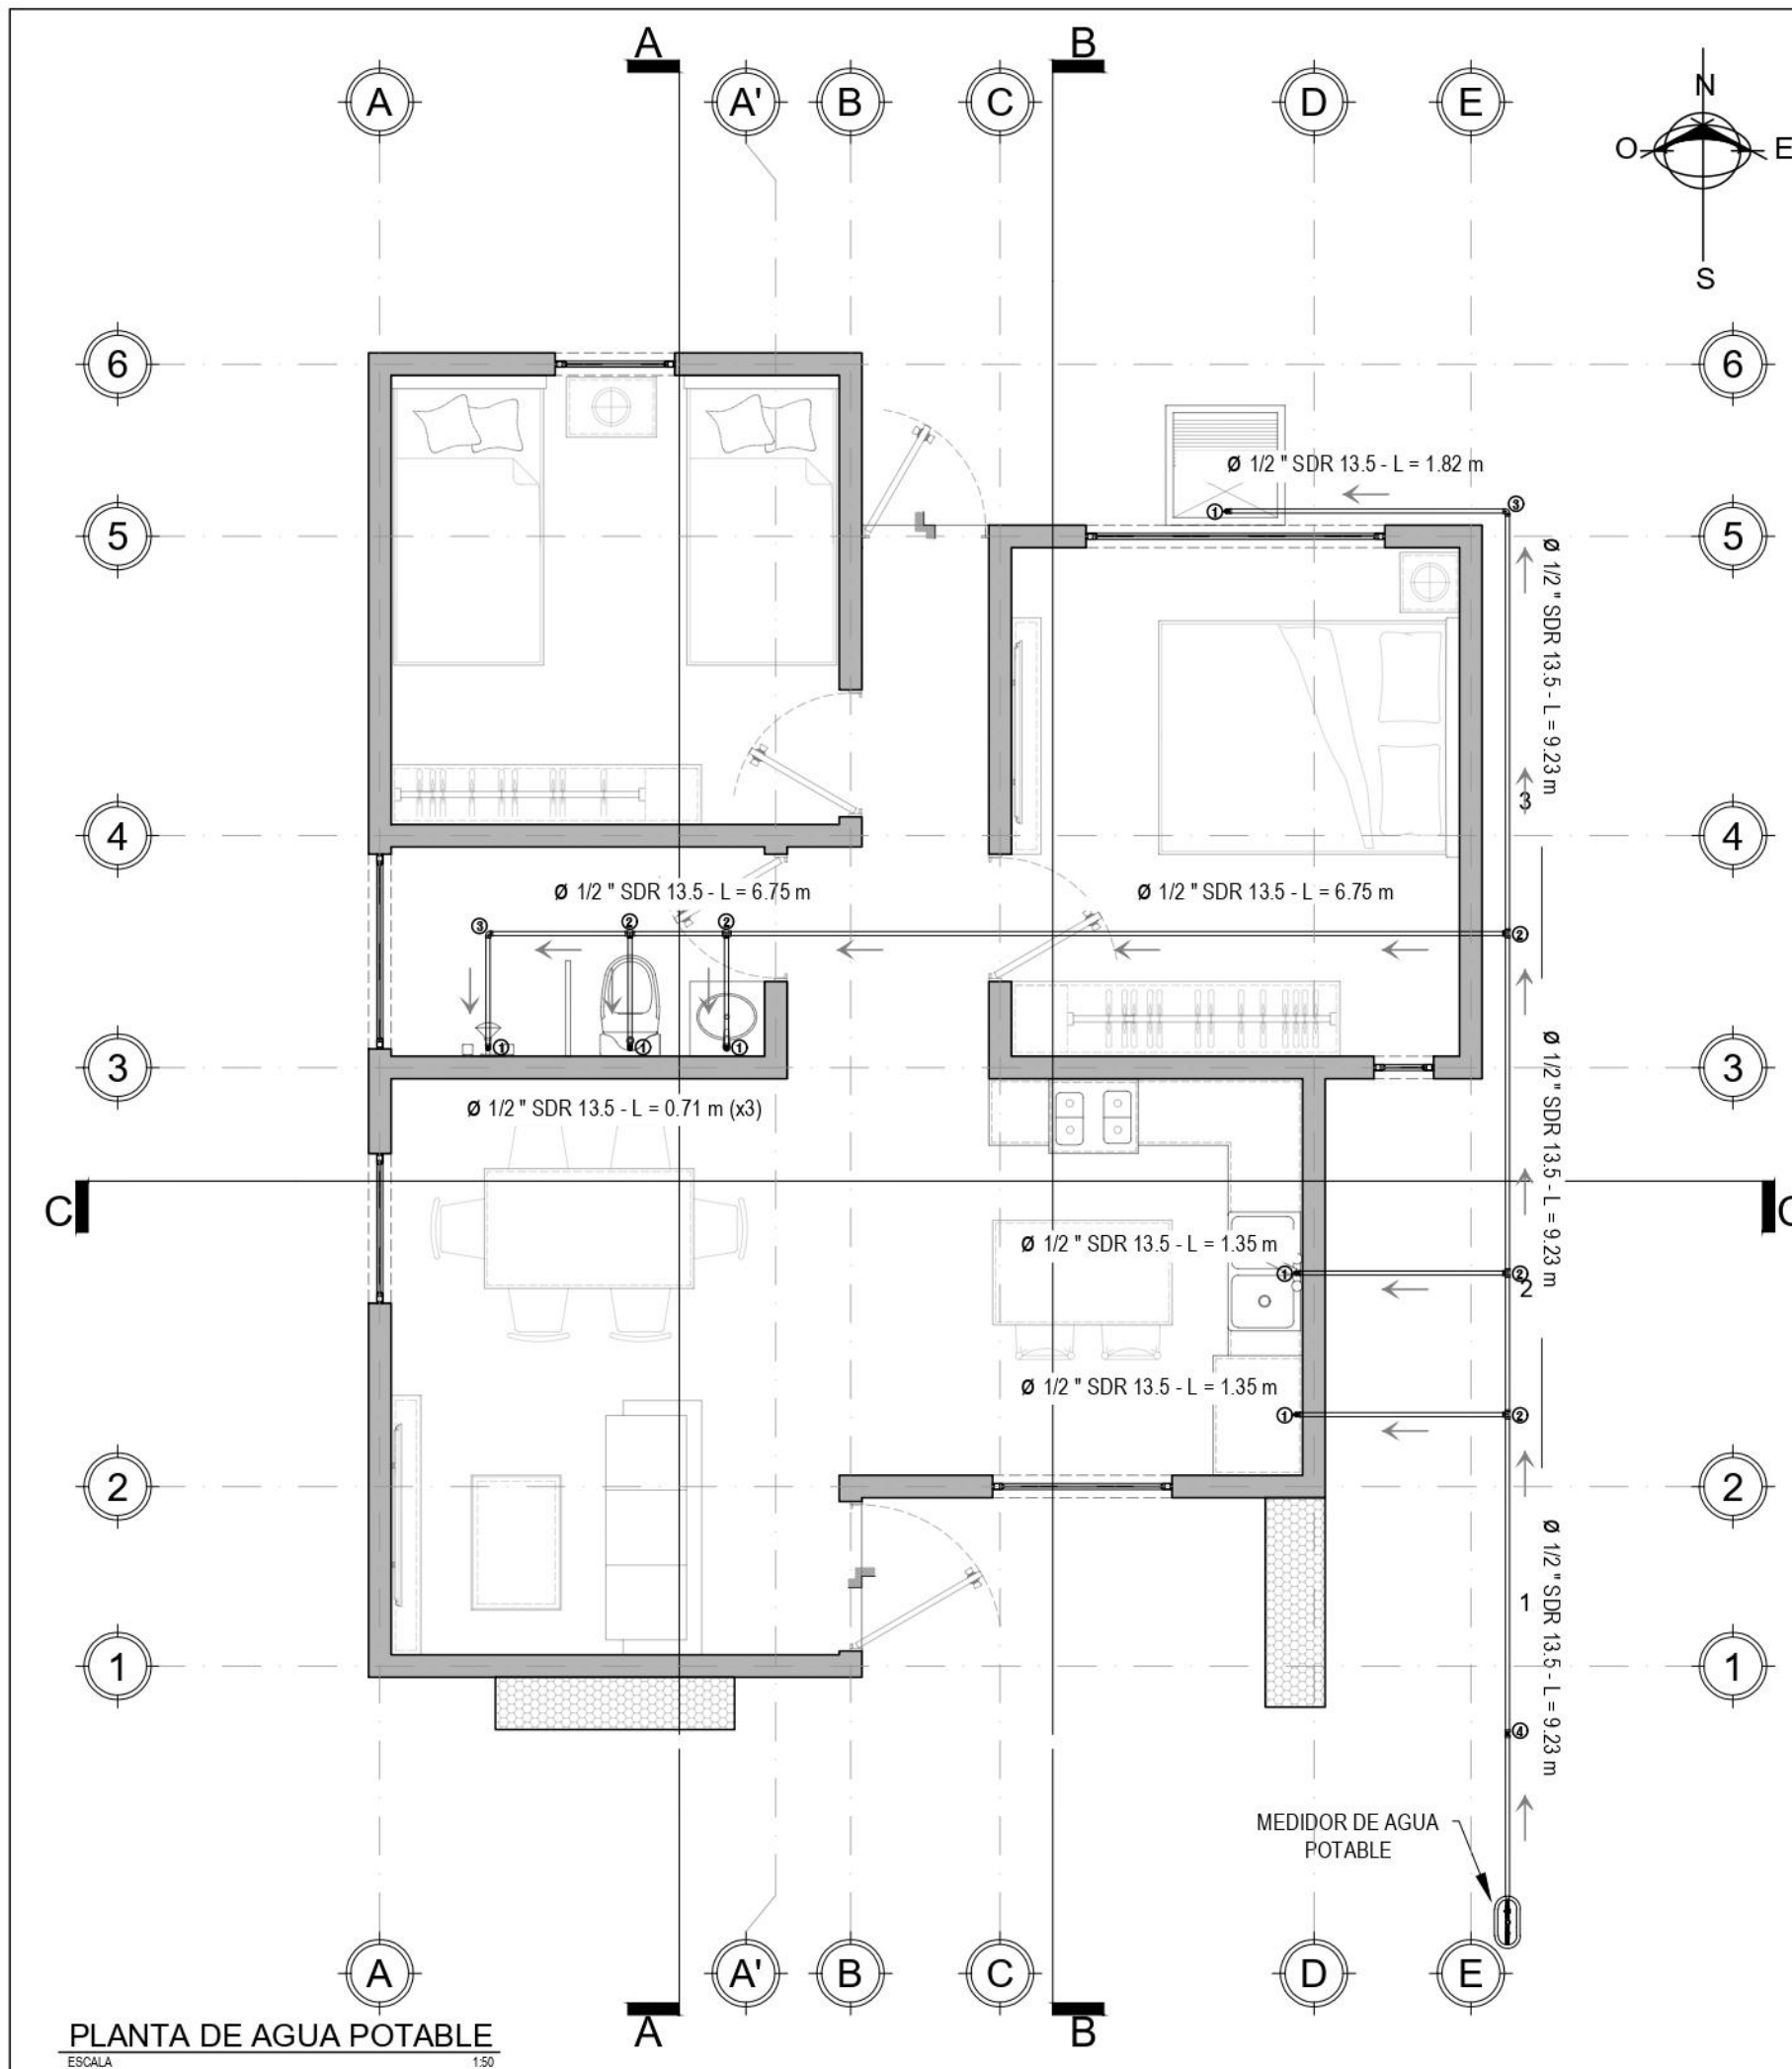 A
B
A
A'
B
C
D
E
N
O
E
S
6
6
Ø 1/2 " SDR 13.5 - L = 1.82 m
1
3
5
5
Ø 1/2 " SDR 13.5 - L = 9.23 m
3
4
4
Ø 1/2 " SDR 13.5 - L = 6.75 m
Ø 1/2 " SDR 13.5 - L = 6.75 m
3
2
2
2
1
1
1
3
3
Ø 1/2 " SDR 13.5 - L = 0.71 m (x3)
Ø 1/2 " SDR 13.5 - L = 9.23 m
C
C
Ø 1/2 " SDR 13.5 - L = 1.35 m
1
2
2
Ø 1/2 " SDR 13.5 - L = 1.35 m
1
2
2
2
Ø 1/2 " SDR 13.5 - L = 9.23 m
1
1
1
4
MEDIDOR DE AGUA
POTABLE
A
A'
B
C
D
E
A
B
PLANTA DE AGUA POTABLE
ESCALA
1:50